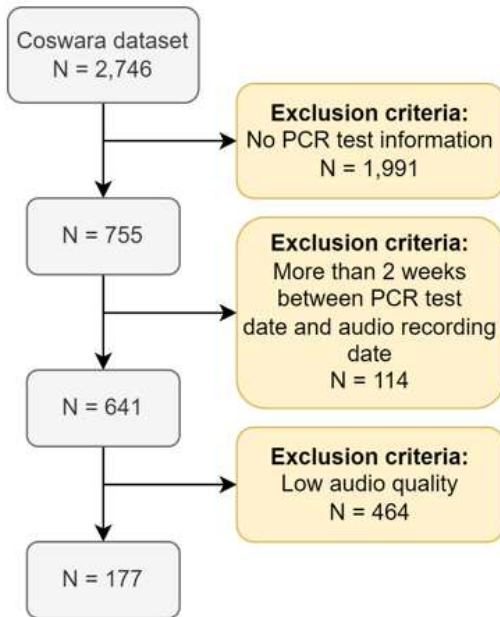 Coswara dataset
N = 2,746
Exclusion criteria:
No PCR test information
N = 1,991
N = 755
Exclusion criteria:
More than 2 weeks
between PCR test
date and audio recording
date
N = 114
N = 641
Exclusion criteria:
Low audio quality
N = 464
N = 177